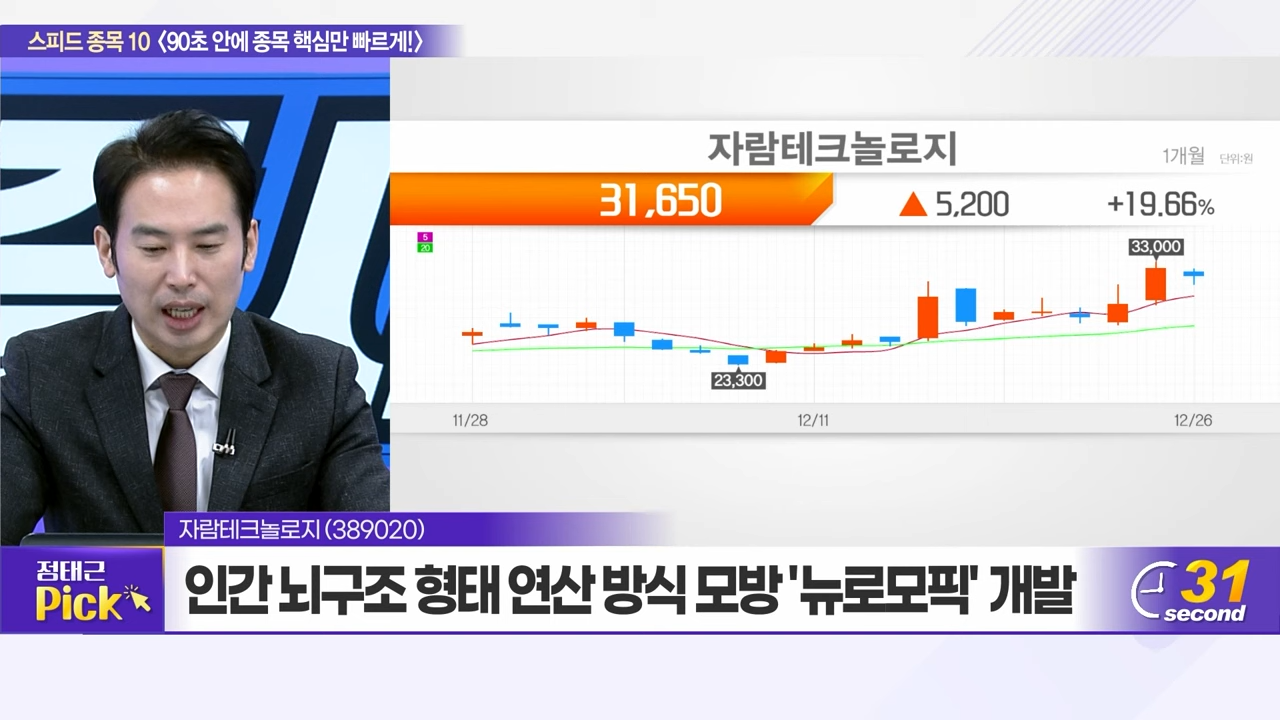 스피드 종목 10 <90초 안에 종목 핵심만 빠르게!>
자람테크놀로지
1개월 단위:원
31,650 ▲ 5,200 +19.66%
5
20
33,000
23,300
11/28 12/11 12/26
자람테크놀로지 (389020)
점태근
Pick
인간 뇌구조 형태 연산 방식 모방 '뉴로모픽' 개발
31
second